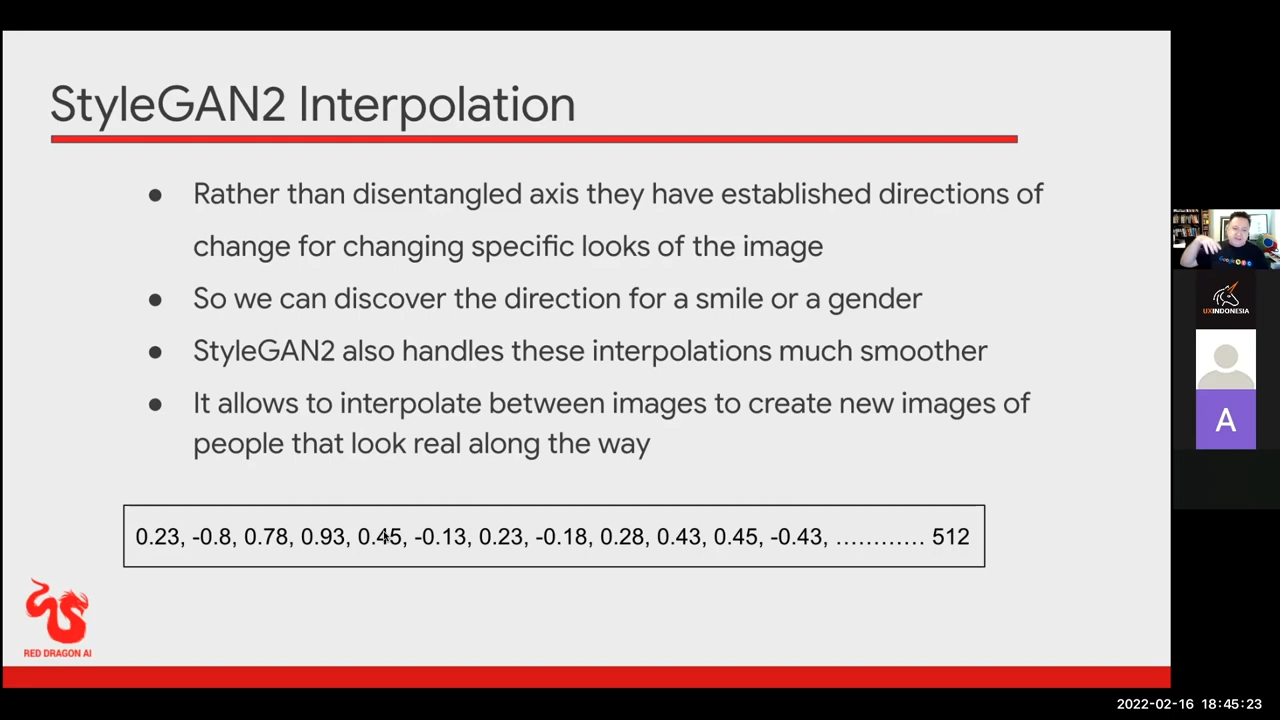 StyleGAN2 Interpolation
● Rather than disentangled axis they have established directions of
change for changing specific looks of the image
● So we can discover the direction for a smile or a gender
● StyleGAN2 also handles these interpolations much smoother
● It allows to interpolate between images to create new images of
people that look real along the way
0.23, -0.8, 0.78, 0.93, 0.45, -0.13, 0.23, -0.18, 0.28, 0.43, 0.45, -0.43, ………… 512
RED DRAGON AI
UXINDONESIA
A
2022-02-16 18:45:23